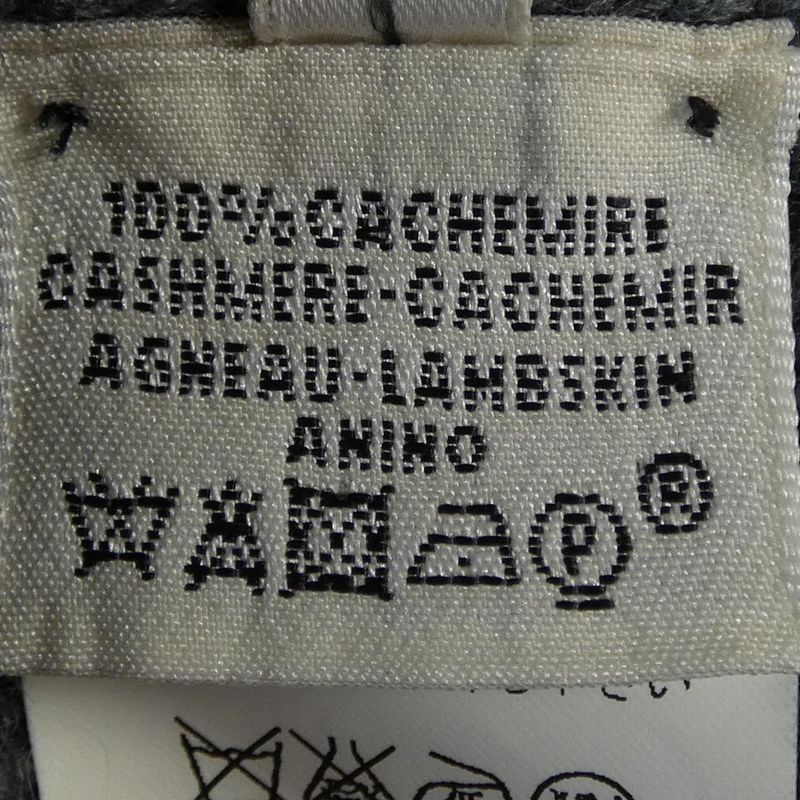 100% CACHEMIRE
CASHMERE-CACHEMIR
AGNEAU-LAMBSKIN
ANINO
P ®